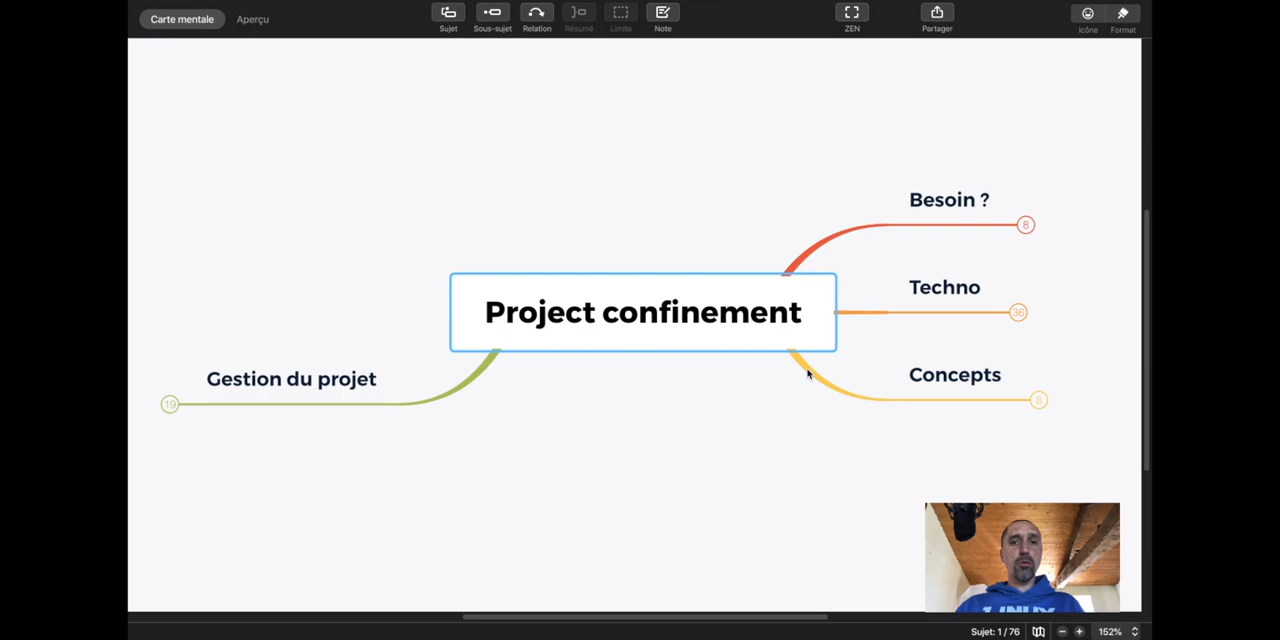 Carte mentale
Aperçu
Sujet
Sous-sujet
Relation
Résumé
Limite
Note
ZEN
Partager
Icône
Format
Besoin ?
8
Project confinement
Techno
36
Gestion du projet
19
Concepts
8
LINUX
Sujet: 1 / 76
152%